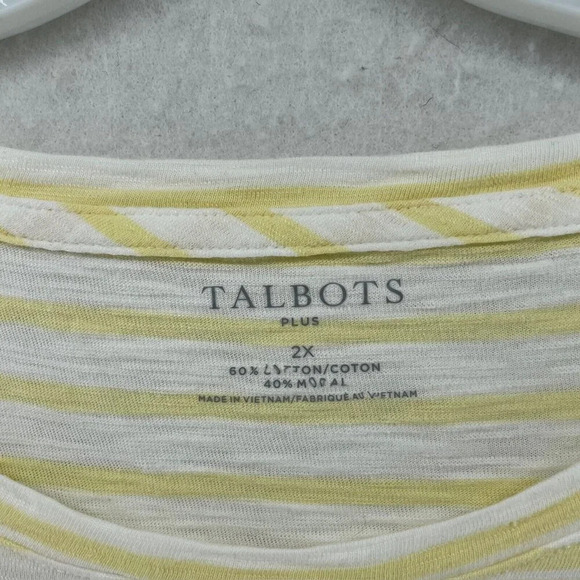 TALBOTS
PLUS
2X
60% COTTON/COTON
40% MODAL
MADE IN VIETNAM/FABRIQUÉ AU VIETNAM